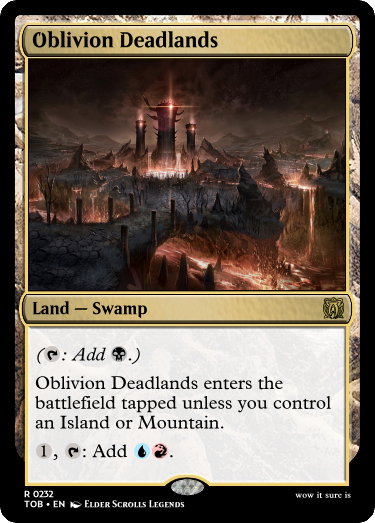 Oblivion Deadlands
Land — Swamp
(T: Add B.)
Oblivion Deadlands enters the
battlefield tapped unless you control
an Island or Mountain.
1, T: Add UR.
R 0232
TOB • EN Elder Scrolls Legends
wow it sure is